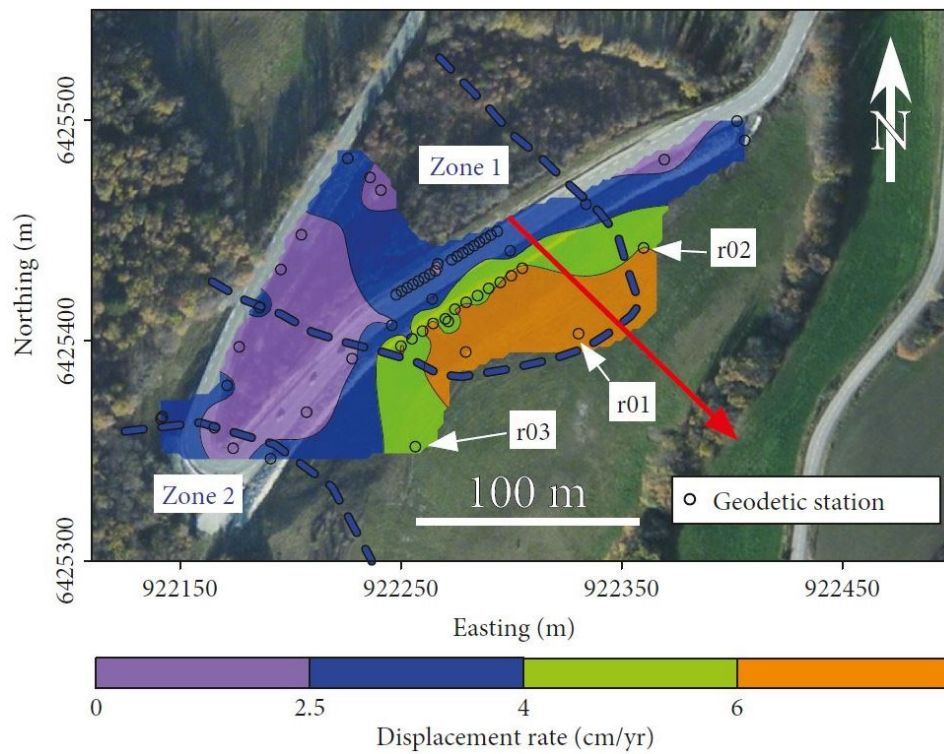 6425500
6425400
6425300
Northing (m)
Zone 1
N
r02
r01
r03
Zone 2
100 m
Geodetic station
922150
922250
922350
922450
Easting (m)
0
2.5
4
6
Displacement rate (cm/yr)